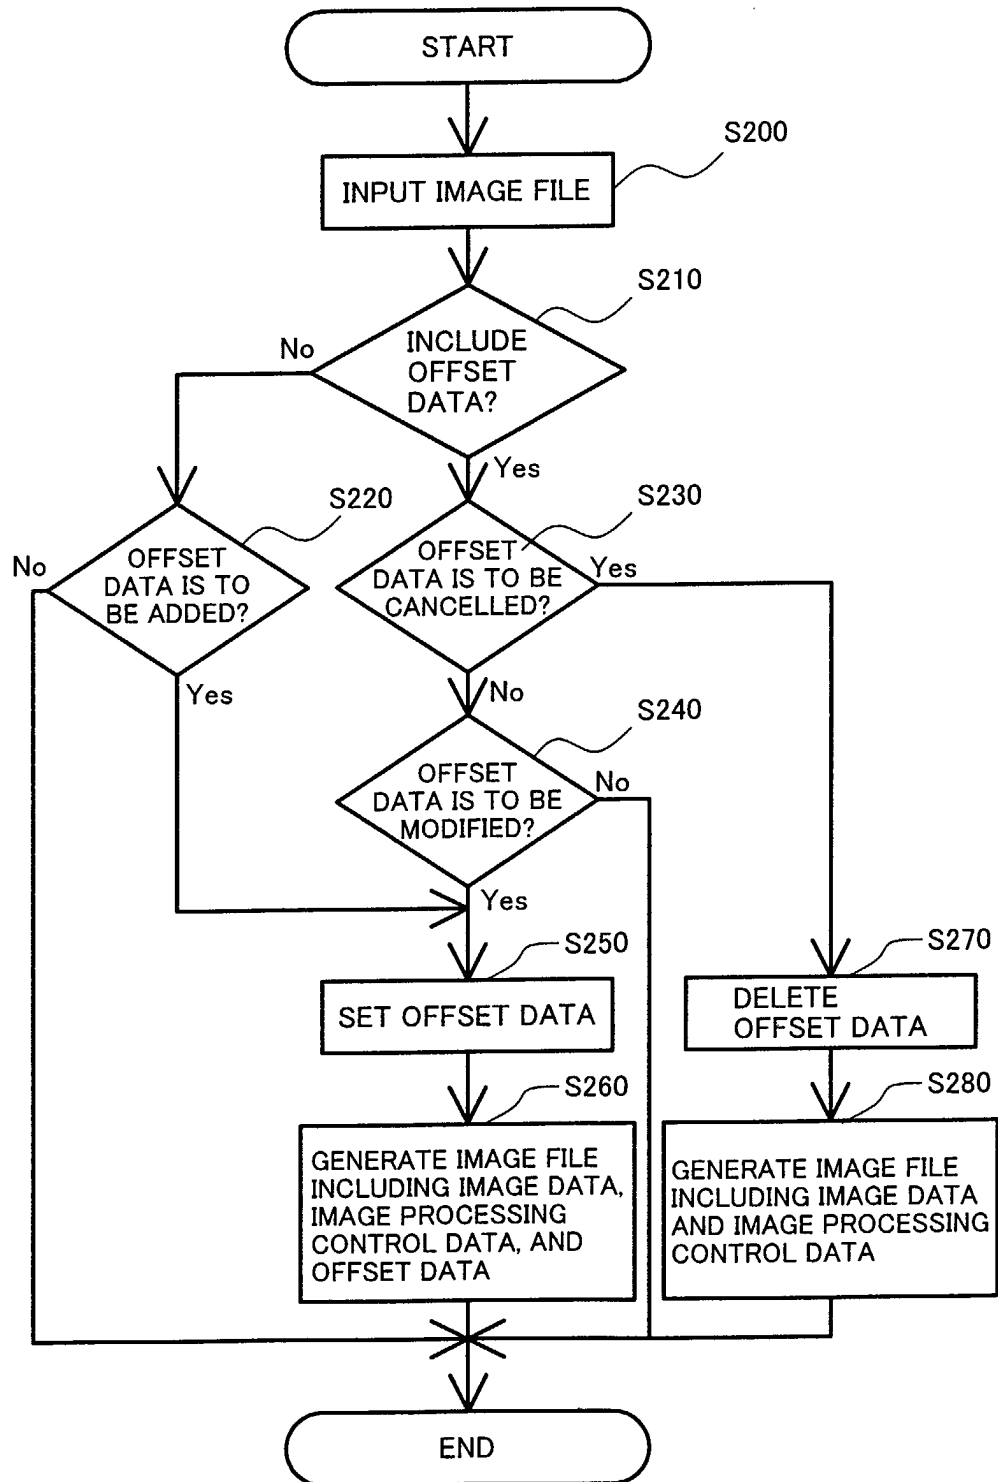 START
S200
INPUT IMAGE FILE
S210
No
INCLUDE
OFFSET
DATA?
Yes
S220
S230
No
OFFSET
DATA IS TO
BE ADDED?
OFFSET
DATA IS TO BE
CANCELLED?
Yes
Yes
No
S240
OFFSET
DATA IS TO BE
MODIFIED?
No
Yes
S250
S270
SET OFFSET DATA
DELETE
OFFSET DATA
S260
S280
GENERATE IMAGE FILE
INCLUDING IMAGE DATA,
IMAGE PROCESSING
CONTROL DATA, AND
OFFSET DATA
GENERATE IMAGE FILE
INCLUDING IMAGE DATA
AND IMAGE PROCESSING
CONTROL DATA
END